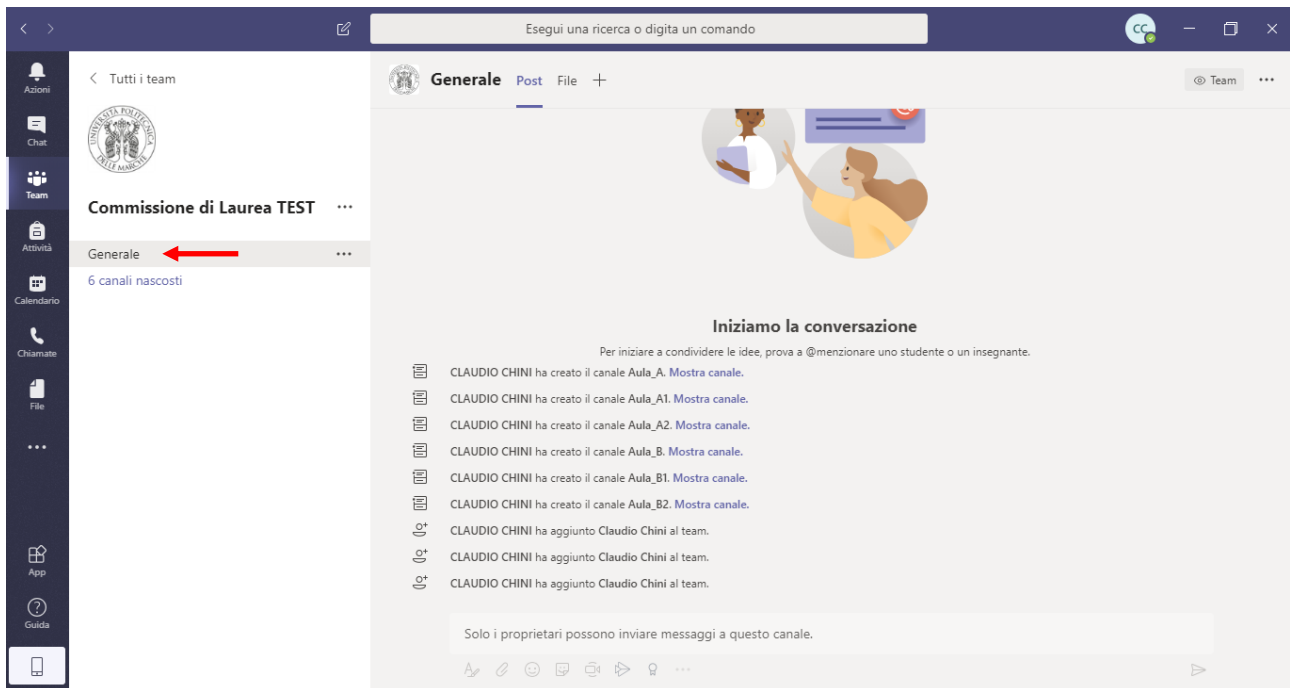 Esegui una ricerca o digita un comando
CC
Azioni
Chat
Team
Attività
Calendario
Chiamate
File
App
Guida
Tutti i team
UNIVERSITÀ POLITECNICA
DELLE MARCHE
Commissione di Laurea TEST
Generale
6 canali nascosti
Generale Post File
Team
Iniziamo la conversazione
Per iniziare a condividere le idee, prova a @menzionare uno studente o un insegnante.
CLAUDIO CHINI ha creato il canale Aula_A. Mostra canale.
CLAUDIO CHINI ha creato il canale Aula_A1. Mostra canale.
CLAUDIO CHINI ha creato il canale Aula_A2. Mostra canale.
CLAUDIO CHINI ha creato il canale Aula_B. Mostra canale.
CLAUDIO CHINI ha creato il canale Aula_B1. Mostra canale.
CLAUDIO CHINI ha creato il canale Aula_B2. Mostra canale.
CLAUDIO CHINI ha aggiunto Claudio Chini al team.
CLAUDIO CHINI ha aggiunto Claudio Chini al team.
CLAUDIO CHINI ha aggiunto Claudio Chini al team.
Solo i proprietari possono inviare messaggi a questo canale.